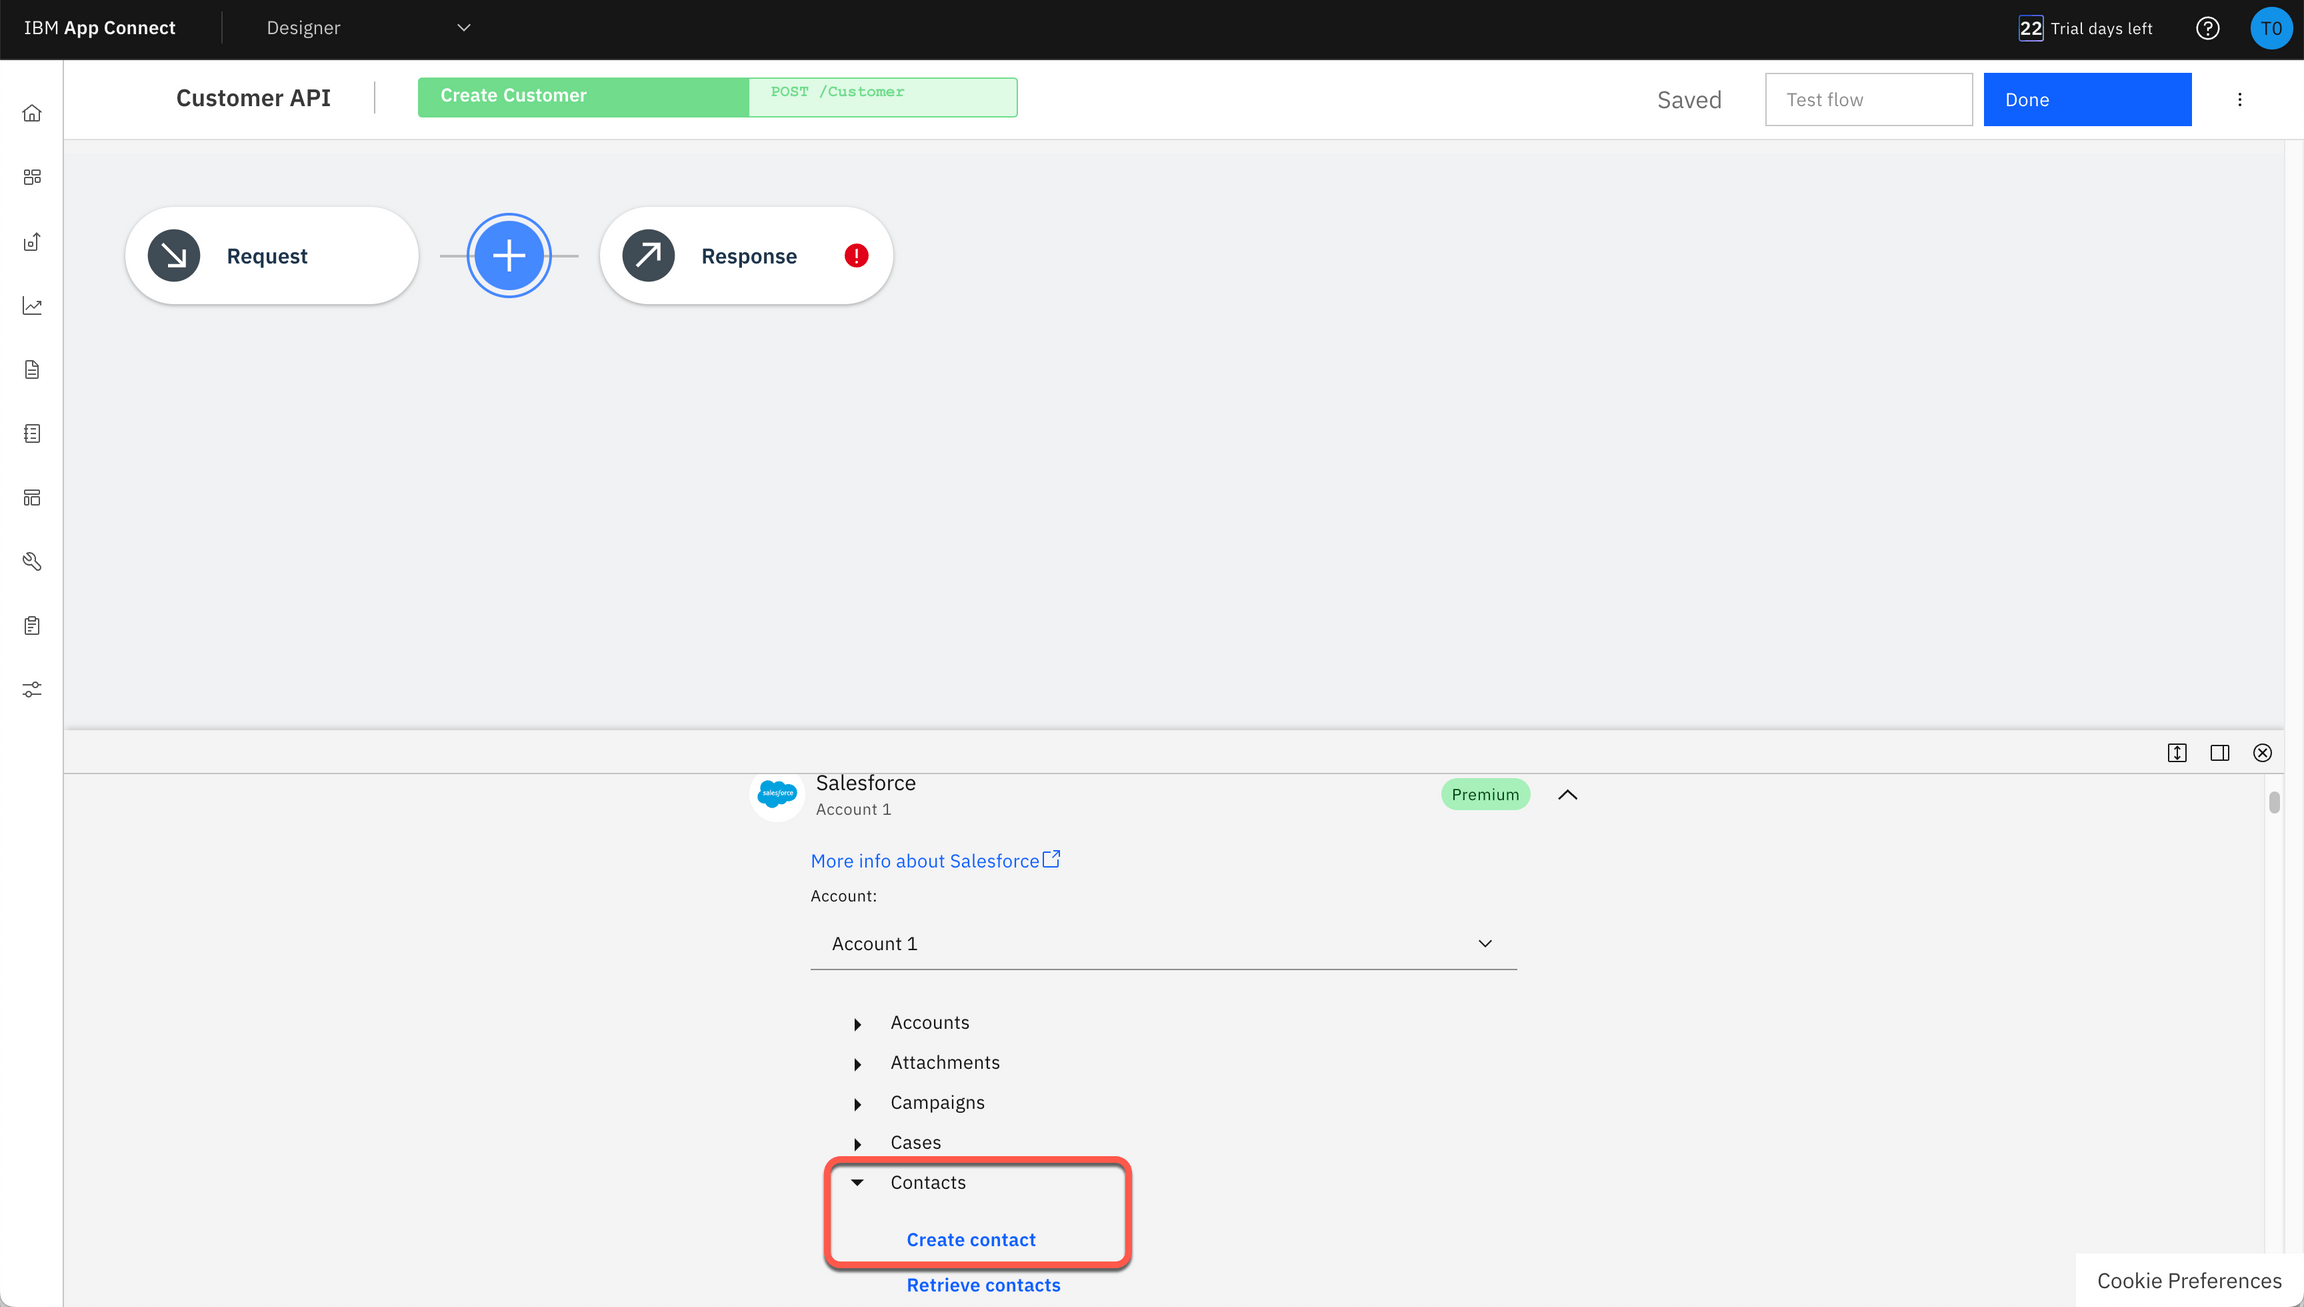 IBM App Connect
Designer
22 Trial days left
T0
Customer API
Create Customer
POST /Customer
Saved
Test flow
Done
Request
Response
salesforce
Salesforce
Account 1
Premium
More info about Salesforce
Account:
Account 1
Accounts
Attachments
Campaigns
Cases
Contacts
Create contact
Retrieve contacts
Cookie Preferences